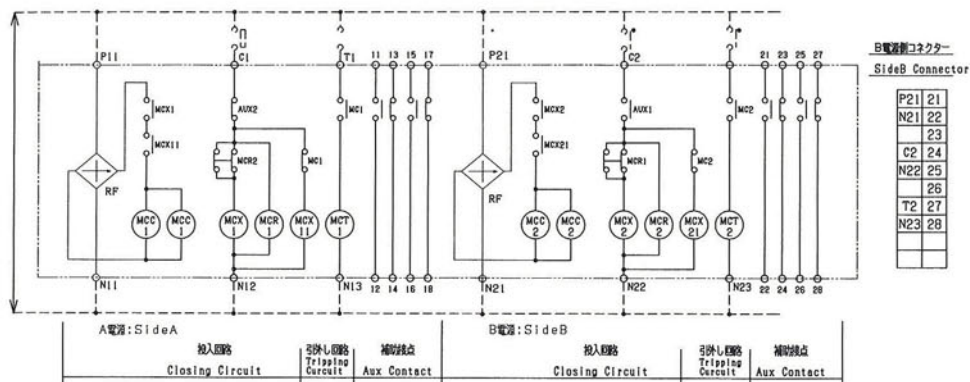 P11 C1 T1 11 13 15 17 P21 C2 21 23 25 27
B電源側コネクター
SideB Connector
MCX1 AUX2 MC1 MCX2 AUX1 MC2
MCX11 MCR2 MC1 MCX21 MCR1 MC2
RF RF
MCC 1 MCC 1 MCX 1 MCR 1 MCX 11 MCT 1 MCC 2 MCC 2 MCX 2 MCR 2 MCX 21 MCT 2
P21 21
N21 22
23
C2 24
N22 25
26
T2 27
N23 28
N11 N12 N13 12 14 16 18 N21 N22 N23 22 24 26 28
A電源:SideA B電源:SideB
投入回路 引外し回路 補助接点 投入回路 引外し回路 補助接点
Closing Circuit Tripping Curcuit Aux Contact Closing Circuit Tripping Curcuit Aux Contact